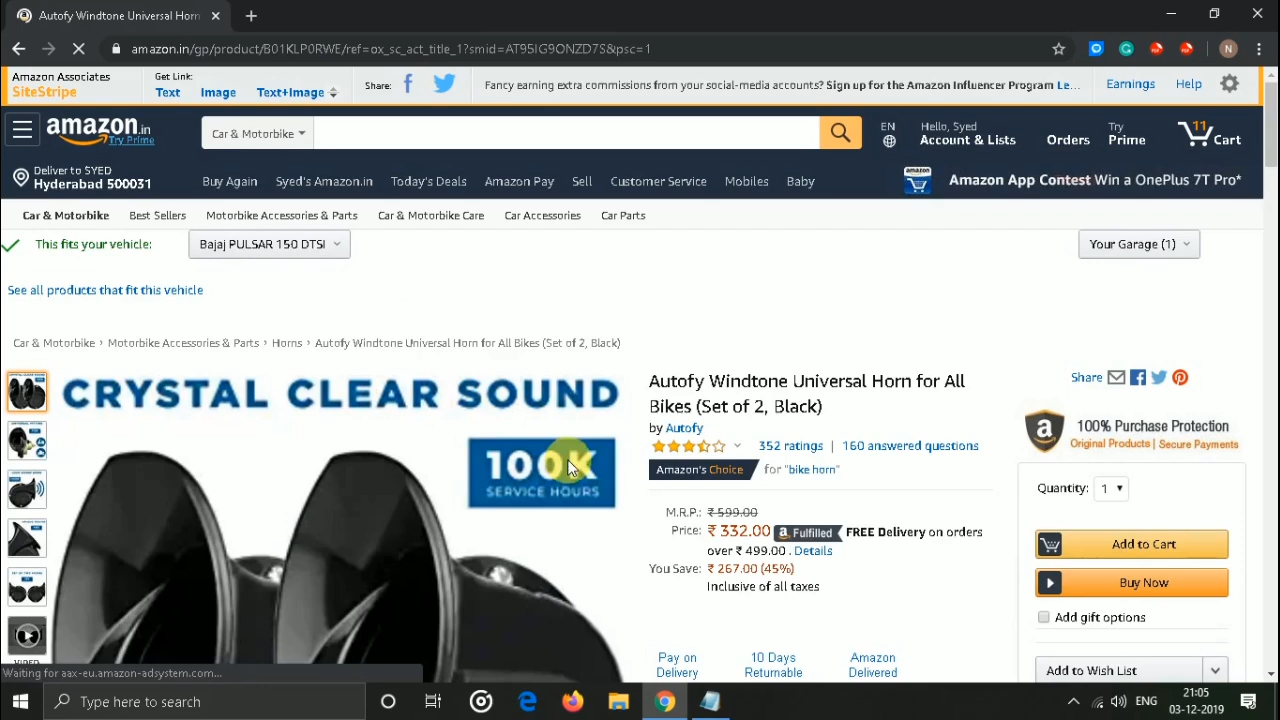 Autofy Windtone Universal Horn
amazon.in/gp/product/B01KLP0RWE/ref=ox_sc_act_title_1?smid=AT95IG9ONZD7S&psc=1
N
Amazon Associates
SiteStripe
Get Link:
Text Image Text+Image
Share:
Fancy earning extra commissions from your social-media accounts? Sign up for the Amazon Influencer Program Le...
Earnings Help
amazon.in
Try Prime
Car & Motorbike
EN
Hello, Syed
Account & Lists
Orders
Try
Prime
11
Cart
Deliver to SYED
Hyderabad 500031
Buy Again Syed's Amazon.in Today's Deals Amazon Pay Sell Customer Service Mobiles Baby
amazon
Amazon App Contest Win a OnePlus 7T Pro*
Car & Motorbike Best Sellers Motorbike Accessories & Parts Car & Motorbike Care Car Accessories Car Parts
This fits your vehicle: Bajaj PULSAR 150 DTSI
Your Garage (1)
See all products that fit this vehicle
Car & Motorbike › Motorbike Accessories & Parts › Horns › Autofy Windtone Universal Horn for All Bikes (Set of 2, Black)
CRYSTAL CLEAR SOUND
100K
SERVICE HOURS
VIDEO
Autofy Windtone Universal Horn for All
Bikes (Set of 2, Black)
by Autofy
352 ratings | 160 answered questions
Amazon's Choice for "bike horn"
M.R.P.: ₹ 599.00
Price: ₹ 332.00 Fulfilled FREE Delivery on orders
over ₹ 499.00 . Details
You Save: ₹ 267.00 (45%)
Inclusive of all taxes
Pay on
Delivery
10 Days
Returnable
Amazon
Delivered
Share
100% Purchase Protection
Original Products | Secure Payments
Quantity: 1
Add to Cart
Buy Now
Add gift options
Add to Wish List
Waiting for aax-eu.amazon-adsystem.com...
Type here to search
ENG
21:05
03-12-2019